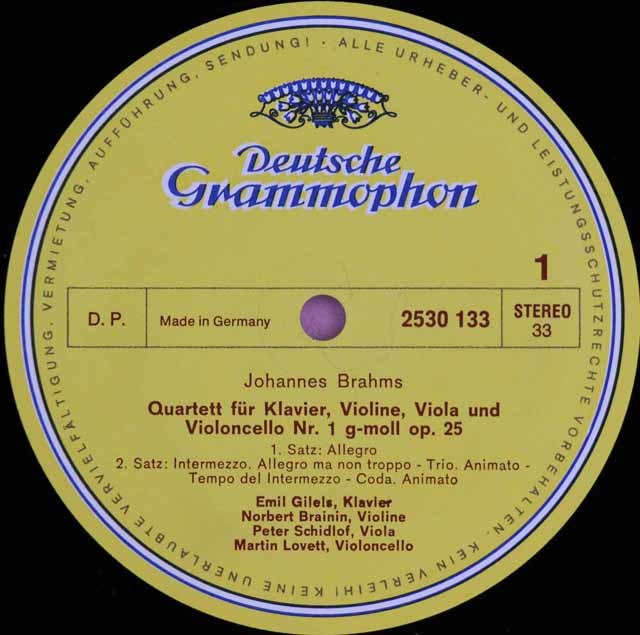 KEINE UNERLAUBTE VERVIELFÄLTIGUNG, VERMIETUNG, AUFFÜHRUNG, SENDUNG! · ALLE URHEBER- UND LEISTUNGSSCHUTZRECHTE VORBEHALTEN. KEIN VERLEIH!
Deutsche
Grammophon
1
D. P.
Made in Germany
2530 133
STEREO
33
Johannes Brahms
Quartett für Klavier, Violine, Viola und
Violoncello Nr. 1 g-moll op. 25
1. Satz: Allegro
2. Satz: Intermezzo. Allegro ma non troppo - Trio. Animato -
Tempo del Intermezzo - Coda. Animato
Emil Gilels, Klavier
Norbert Brainin, Violine
Peter Schidlof, Viola
Martin Lovett, Violoncello